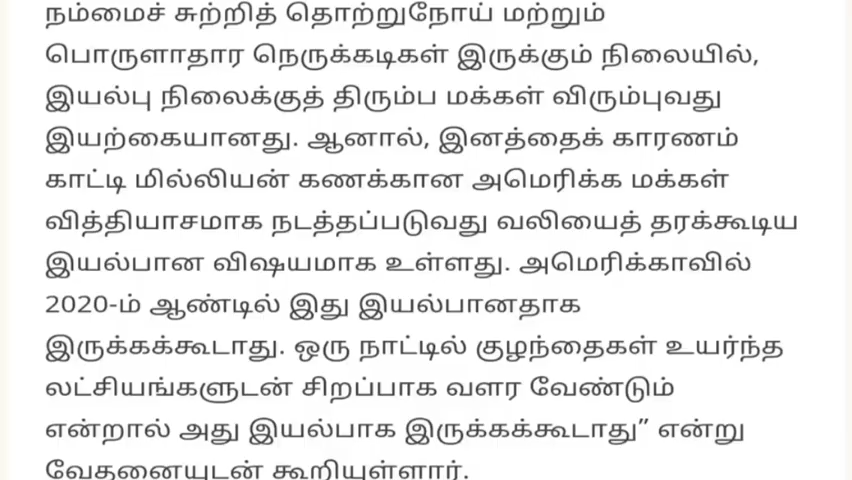 நம்மைச் சுற்றித் தொற்றுநோய் மற்றும்
பொருளாதார நெருக்கடிகள் இருக்கும் நிலையில்,
இயல்பு நிலைக்குத் திரும்ப மக்கள் விரும்புவது
இயற்கையானது. ஆனால், இனத்தைக் காரணம்
காட்டி மில்லியன் கணக்கான அமெரிக்க மக்கள்
வித்தியாசமாக நடத்தப்படுவது வலியைத் தரக்கூடிய
இயல்பான விஷயமாக உள்ளது. அமெரிக்காவில்
2020-ம் ஆண்டில் இது இயல்பானதாக
இருக்கக்கூடாது. ஒரு நாட்டில் குழந்தைகள் உயர்ந்த
லட்சியங்களுடன் சிறப்பாக வளர வேண்டும்
என்றால் அது இயல்பாக இருக்கக்கூடாது” என்று
வேதனையுடன் கூறியுள்ளார்.